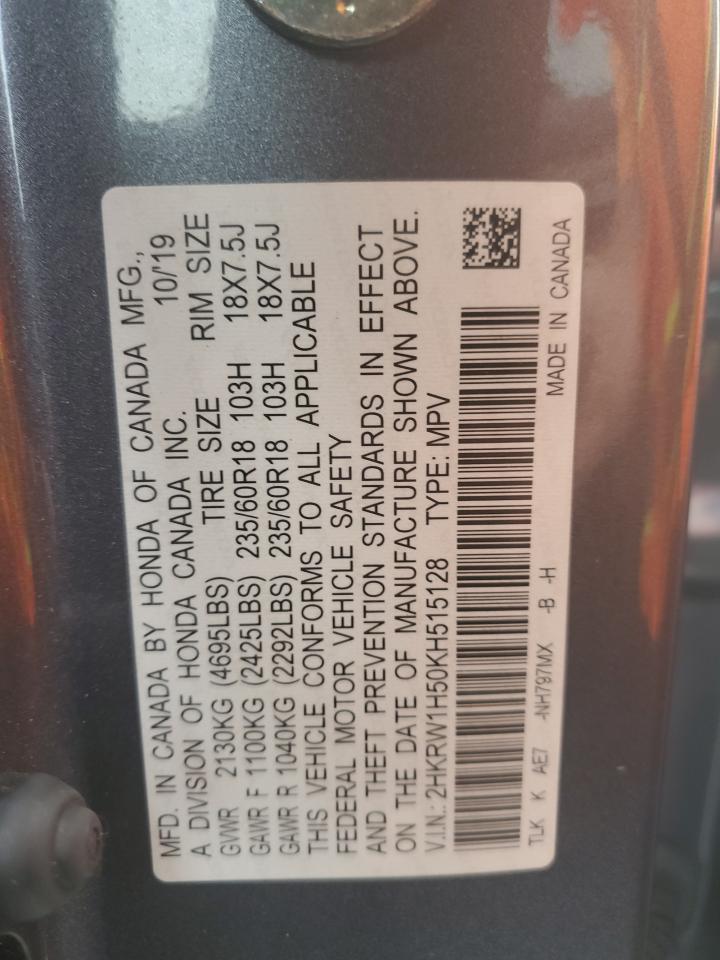 MFD. IN CANADA BY HONDA OF CANADA MFG.,
A DIVISION OF HONDA CANADA INC. 10/'19
GVWR 2130KG (4695LBS) TIRE SIZE RIM SIZE
GAWR F 1100KG (2425LBS) 235/60R18 103H 18X7.5J
GAWR R 1040KG (2292LBS) 235/60R18 103H 18X7.5J
THIS VEHICLE CONFORMS TO ALL APPLICABLE
FEDERAL MOTOR VEHICLE SAFETY
AND THEFT PREVENTION STANDARDS IN EFFECT
ON THE DATE OF MANUFACTURE SHOWN ABOVE.
V.I.N.: 2HKRW1H50KH515128 TYPE: MPV
TLK K AE7 -NH797MX -B -H MADE IN CANADA